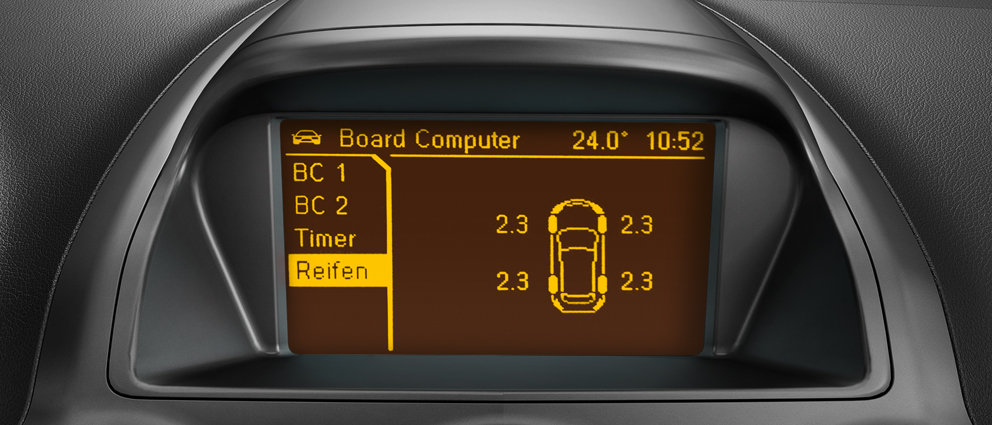 Board Computer 24.0° 10:52
BC 1
BC 2
Timer
Reifen
2.3 2.3
2.3 2.3